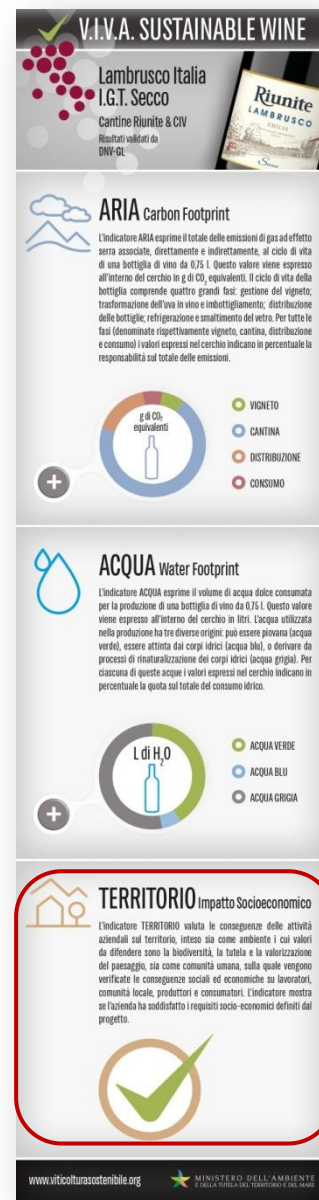 V.I.V.A. SUSTAINABLE WINE
Lambrusco Italia
I.G.T. Secco
Cantine Riunite & CIV
Risultati validati da
DNV-GL
Riunite
LAMBRUSCO
EMILIA
Secco
ARIA Carbon Footprint
L'indicatore ARIA esprime il totale delle emissioni di gas ad effetto
serra associate, direttamente e indirettamente, al ciclo di vita
di una bottiglia di vino da 0,75 l. Questo valore viene espresso
all'interno del cerchio in g di CO2 equivalenti. Il ciclo di vita della
bottiglia comprende quattro grandi fasi: gestione del vigneto;
trasformazione dell'uva in vino e imbottigliamento; distribuzione
delle bottiglie; refrigerazione e smaltimento del vetro. Per tutte le
fasi (denominate rispettivamente vigneto, cantina, distribuzione
e consumo) i valori espressi nel cerchio indicano in percentuale la
responsabilità sul totale delle emissioni.
g di CO2
equivalenti
VIGNETO
CANTINA
DISTRIBUZIONE
CONSUMO
ACQUA Water Footprint
L'indicatore ACQUA esprime il volume di acqua dolce consumata
per la produzione di una bottiglia di vino da 0,75 l. Questo valore
viene espresso all'interno del cerchio in litri. L'acqua utilizzata
nella produzione ha tre diverse origini: può essere piovana (acqua
verde), essere attinta dai corpi idrici (acqua blu), o derivare da
processi di rinaturalizzazione dei corpi idrici (acqua grigia). Per
ciascuna di queste acque i valori espressi nel cerchio indicano in
percentuale la quota sul totale del consumo idrico.
L di H2O
ACQUA VERDE
ACQUA BLU
ACQUA GRIGIA
TERRITORIO Impatto Socioeconomico
L'indicatore TERRITORIO valuta le conseguenze delle attività
aziendali sul territorio, inteso sia come ambiente i cui valori
da difendere sono la biodiversità, la tutela e la valorizzazione
del paesaggio, sia come comunità umana, sulla quale vengono
verificate le conseguenze sociali ed economiche su lavoratori,
comunità locale, produttori e consumatori. L'indicatore mostra
se l'azienda ha soddisfatto i requisiti socio-economici definiti dal
progetto.
www.viticolturasostenibile.org
MINISTERO DELL'AMBIENTE
E DELLA TUTELA DEL TERRITORIO E DEL MARE